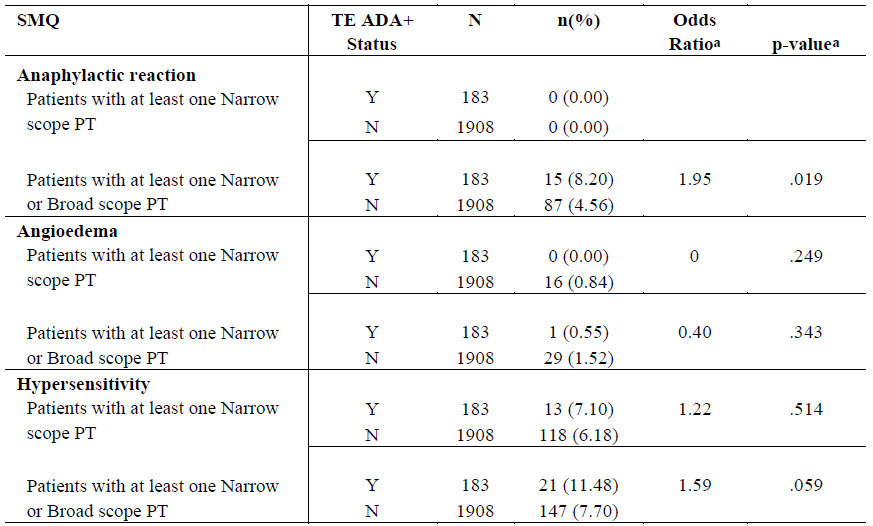 SMQ TE ADA+ Status N n(%) Odds Ratioᵃ p-valueᵃ
Anaphylactic reaction
Patients with at least one Narrow scope PT Y 183 0 (0.00)
N 1908 0 (0.00)
Patients with at least one Narrow or Broad scope PT Y 183 15 (8.20) 1.95 .019
N 1908 87 (4.56)
Angioedema
Patients with at least one Narrow scope PT Y 183 0 (0.00) 0 .249
N 1908 16 (0.84)
Patients with at least one Narrow or Broad scope PT Y 183 1 (0.55) 0.40 .343
N 1908 29 (1.52)
Hypersensitivity
Patients with at least one Narrow scope PT Y 183 13 (7.10) 1.22 .514
N 1908 118 (6.18)
Patients with at least one Narrow or Broad scope PT Y 183 21 (11.48) 1.59 .059
N 1908 147 (7.70)